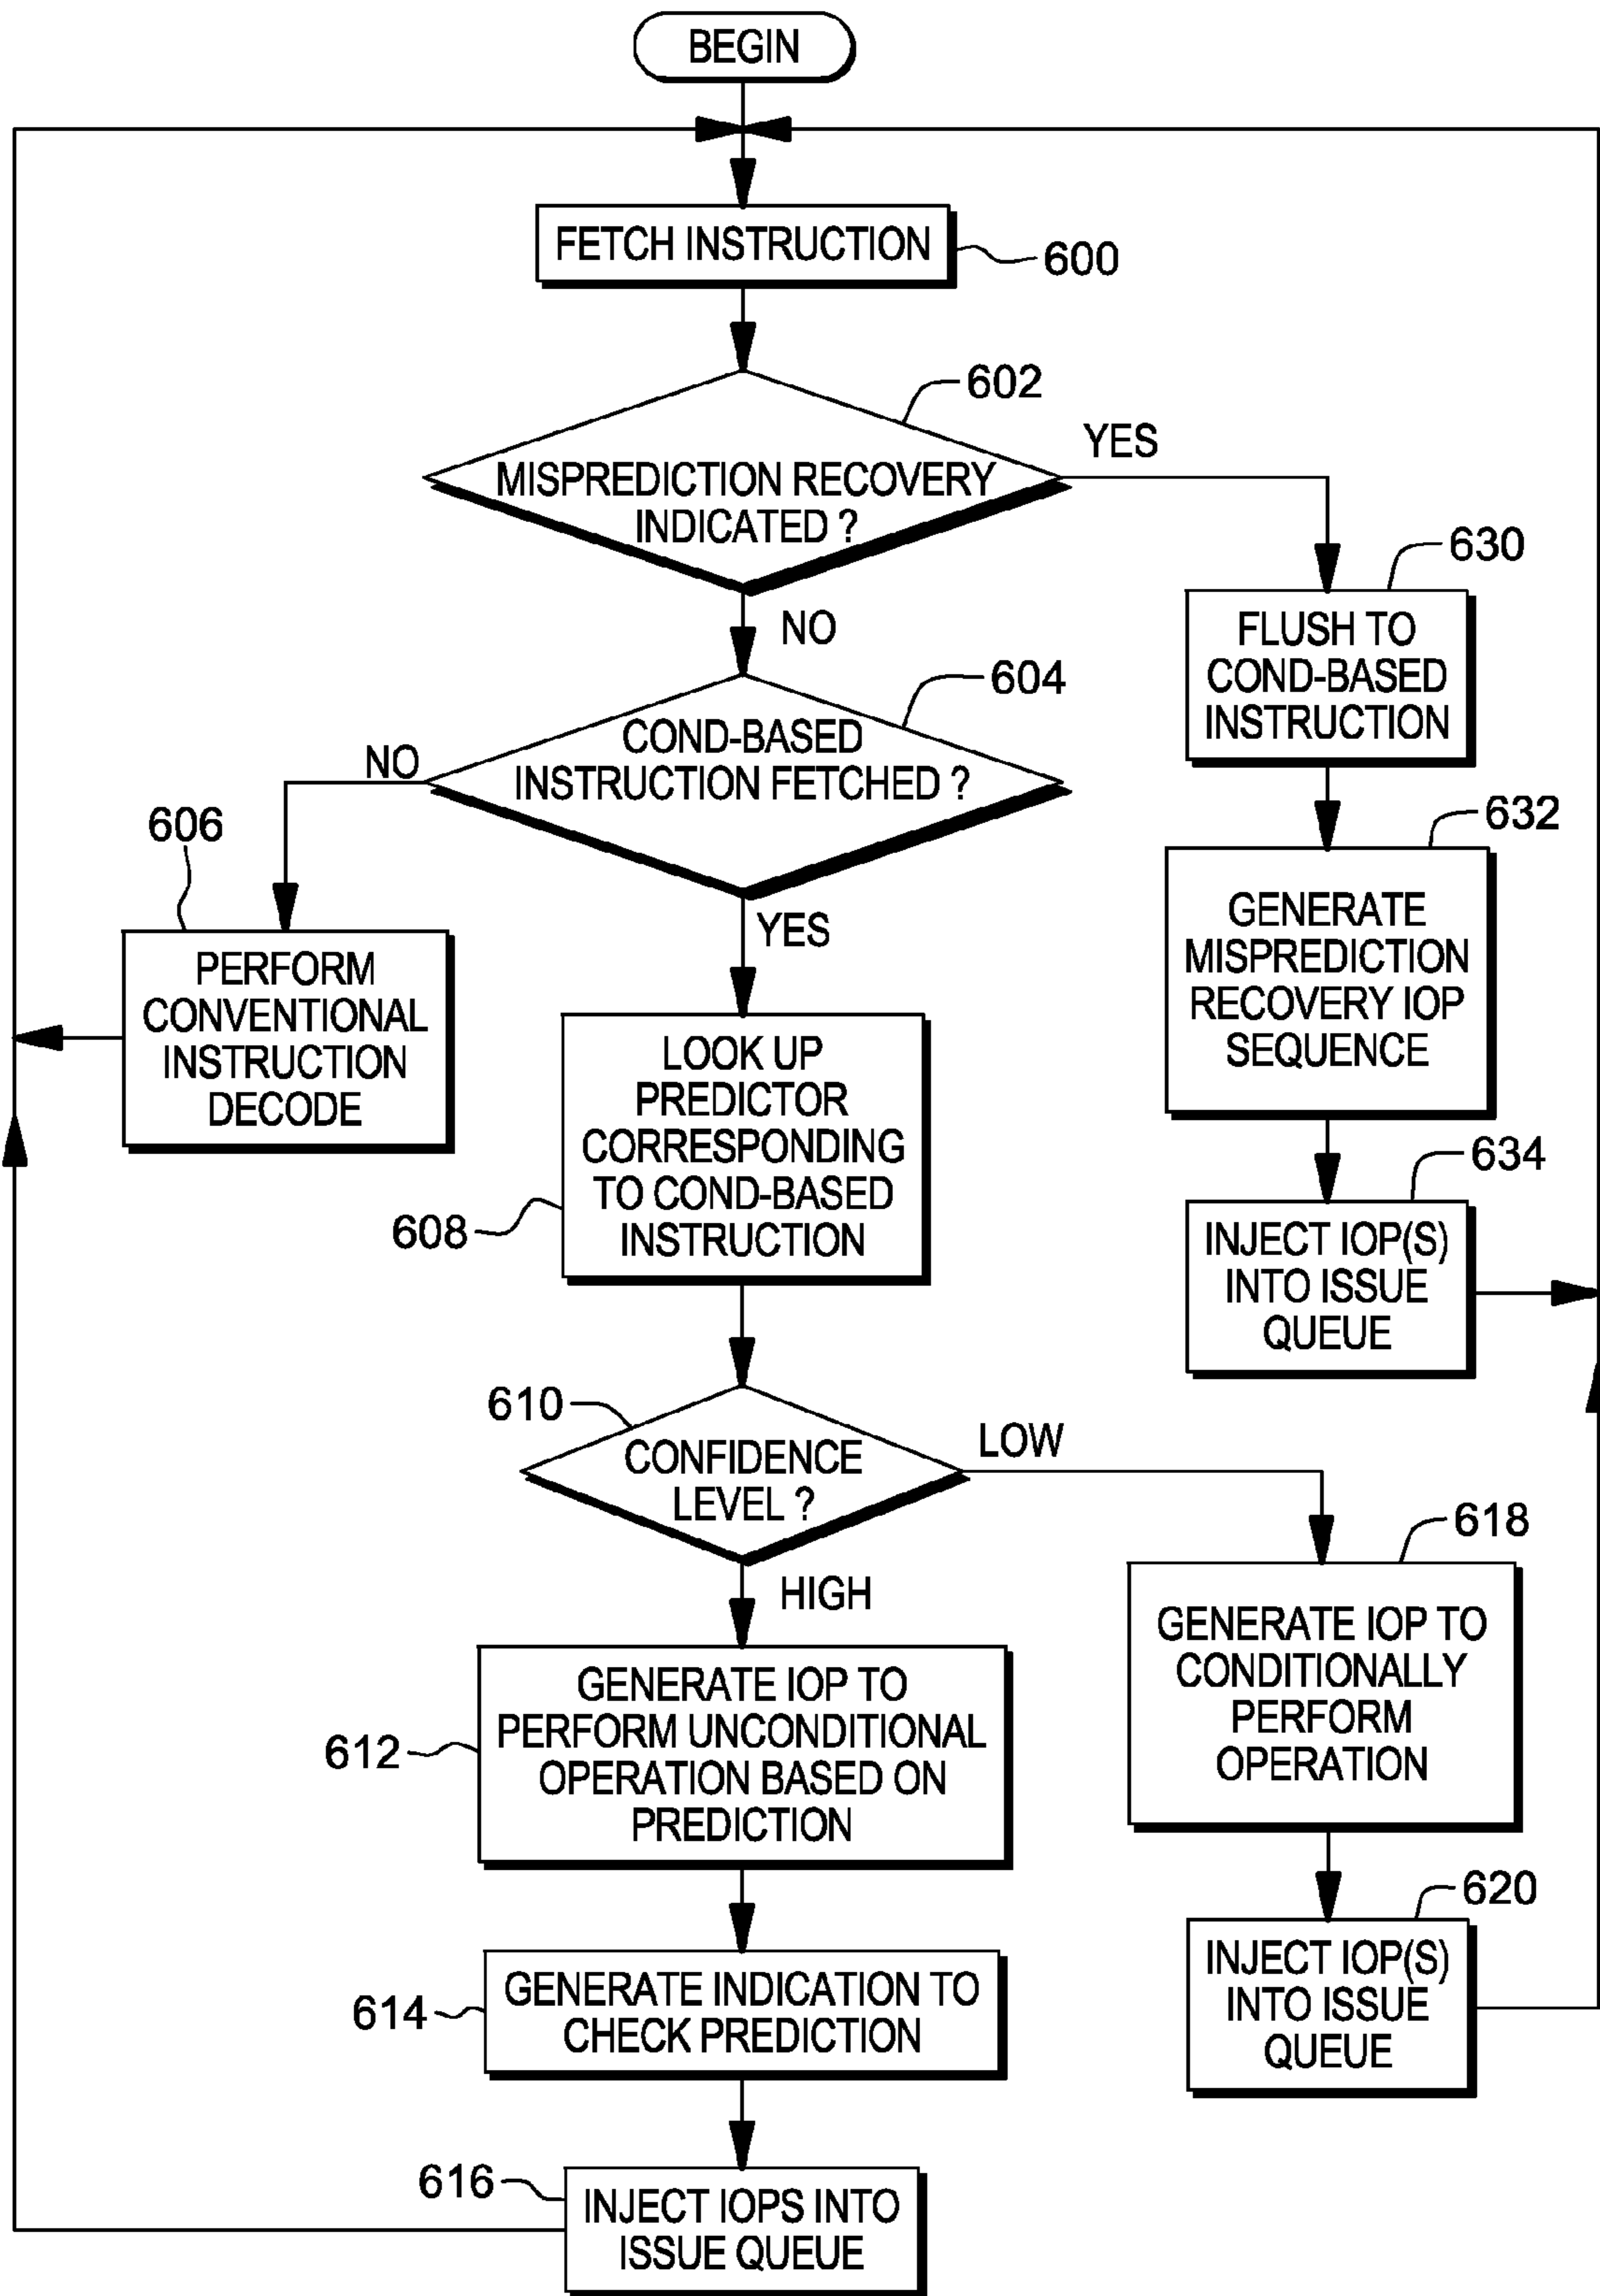 BEGIN
FETCH INSTRUCTION
600
602
MISPREDICTION RECOVERY
INDICATED ?
YES
NO
630
FLUSH TO
COND-BASED
INSTRUCTION
604
COND-BASED
INSTRUCTION FETCHED ?
NO
YES
606
PERFORM
CONVENTIONAL
INSTRUCTION
DECODE
632
GENERATE
MISPREDICTION
RECOVERY IOP
SEQUENCE
608
LOOK UP
PREDICTOR
CORRESPONDING
TO COND-BASED
INSTRUCTION
634
INJECT IOP(S)
INTO ISSUE
QUEUE
610
CONFIDENCE
LEVEL ?
LOW
HIGH
618
GENERATE IOP TO
CONDITIONALLY
PERFORM
OPERATION
612
GENERATE IOP TO
PERFORM UNCONDITIONAL
OPERATION BASED ON
PREDICTION
620
INJECT IOP(S)
INTO ISSUE
QUEUE
614
GENERATE INDICATION TO
CHECK PREDICTION
616
INJECT IOPS INTO
ISSUE QUEUE